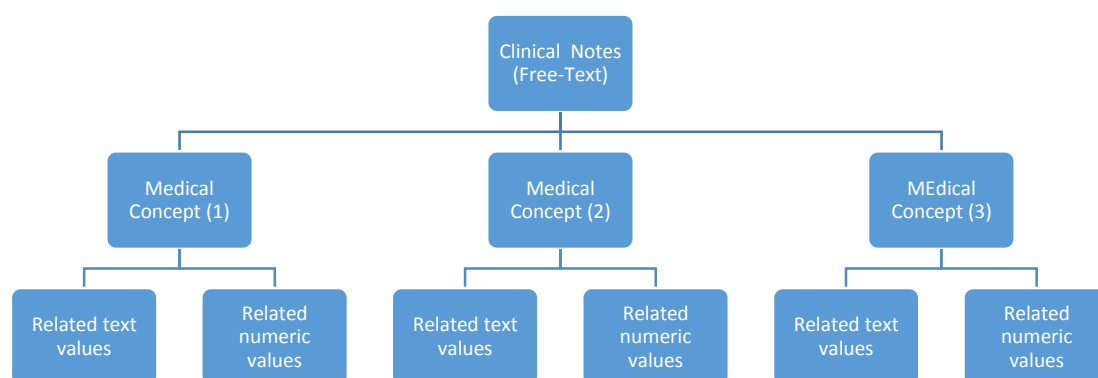 Clinical Notes
(Free-Text)
Medical
Concept (1)
Medical
Concept (2)
MEdical
Concept (3)
Related text
values
Related
numeric
values
Related text
values
Related
numeric
values
Related text
values
Related
numeric
values